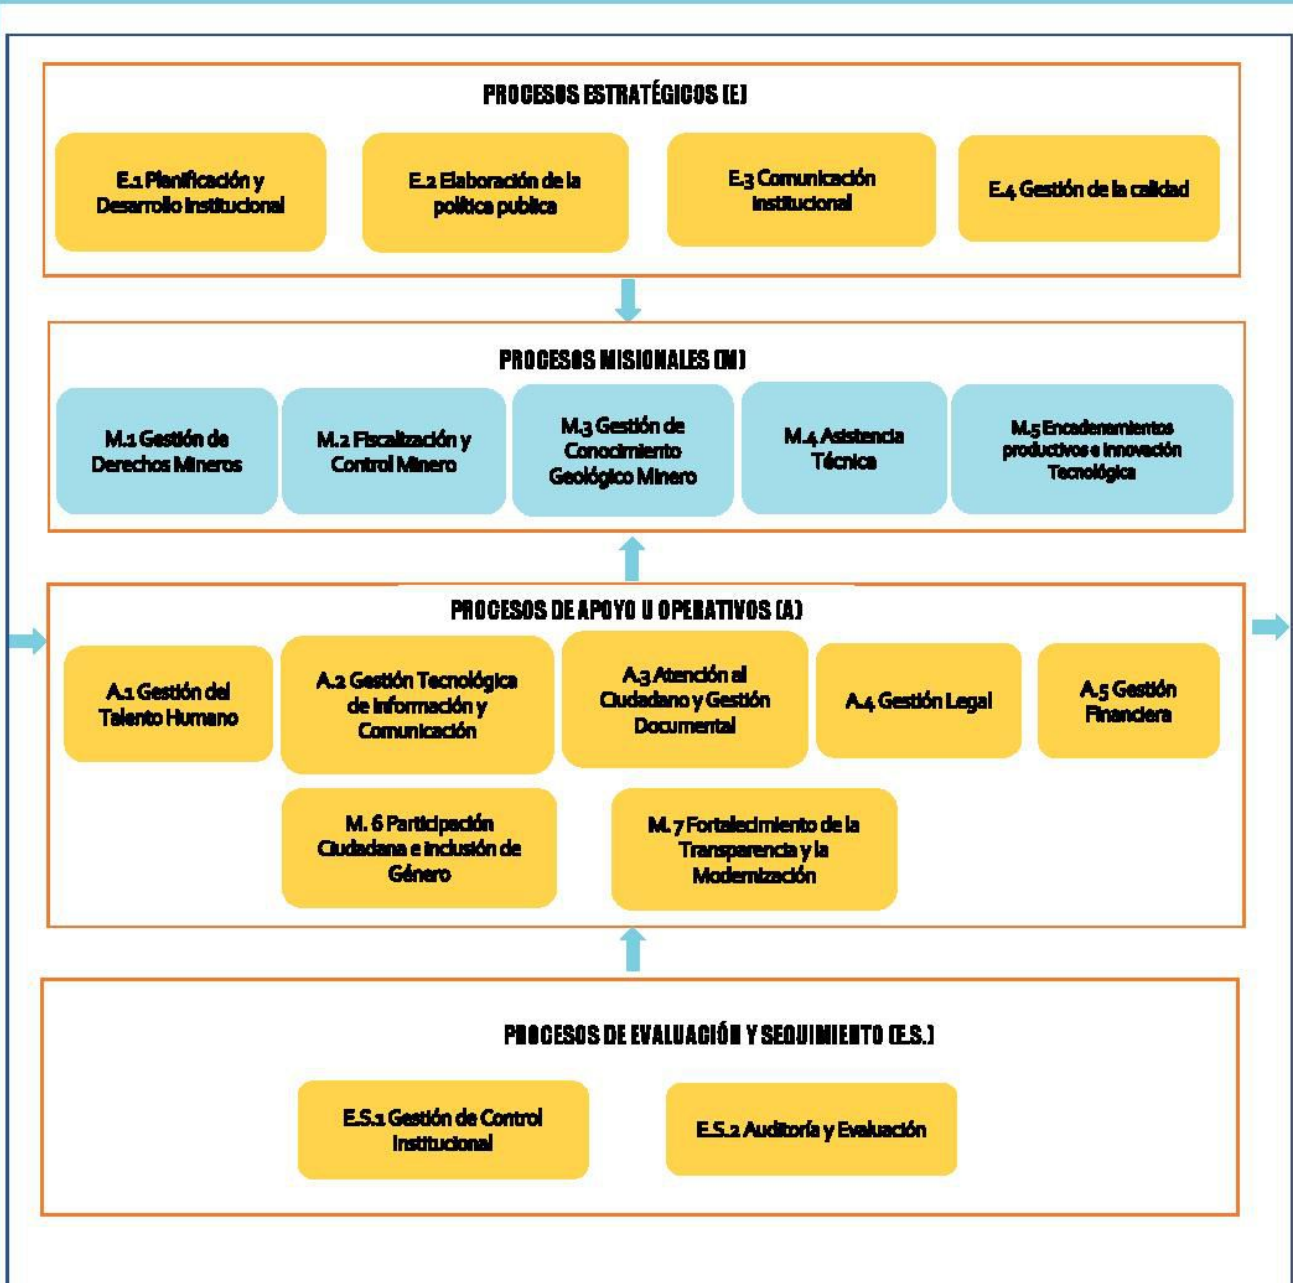 PROCESOS ESTRATÉGICOS (E)
E.1 Planificación y
Desarrollo Institucional
E.2 Elaboración de la
política publica
E.3 Comunicación
Institucional
E.4 Gestión de la calidad
PROCESOS MISIONALES (M)
M.1 Gestión de
Derechos Mineros
M.2 Fiscalización y
Control Minero
M.3 Gestión de
Conocimiento
Geológico Minero
M.4 Asistencia
Técnica
M.5 Encadenamientos
productivos e Innovación
Tecnológica
PROCESOS DE APOYO U OPERATIVOS (A)
A.1 Gestión del
Talento Humano
A.2 Gestión Tecnológica
de Información y
Comunicación
A.3 Atención al
Ciudadano y Gestión
Documental
A.4 Gestión Legal
A.5 Gestión
Financiera
M. 6 Participación
Ciudadana e Inclusión de
Género
M. 7 Fortalecimiento de la
Transparencia y la
Modernización
PROCESOS DE EVALUACIÓN Y SEGUIMIENTO (E.S.)
E.S.1 Gestión de Control
Institucional
E.S.2 Auditoría y Evaluación